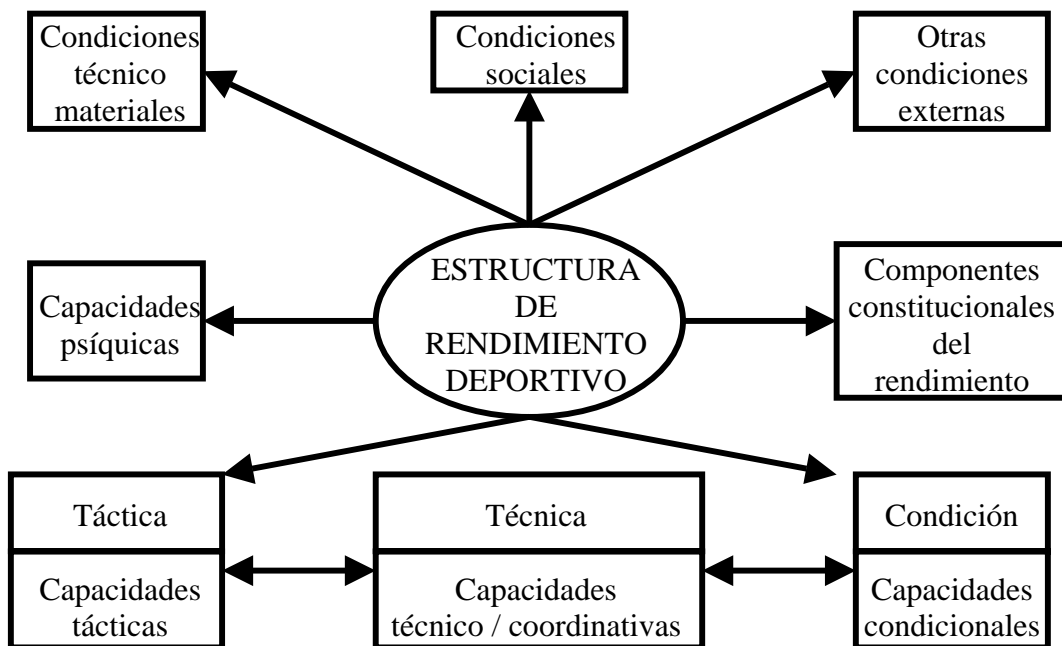 Condiciones
técnico
materiales
Condiciones
sociales
Otras
condiciones
externas
Capacidades
psíquicas
ESTRUCTURA
DE
RENDIMIENTO
DEPORTIVO
Componentes
constitucionales
del
rendimiento
Táctica
Capacidades
tácticas
Técnica
Capacidades
técnico / coordinativas
Condición
Capacidades
condicionales